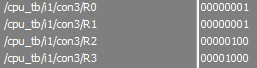 /cpu_tb/i1/con3/R0 00000001
/cpu_tb/i1/con3/R1 00000001
/cpu_tb/i1/con3/R2 00000100
/cpu_tb/i1/con3/R3 00001000